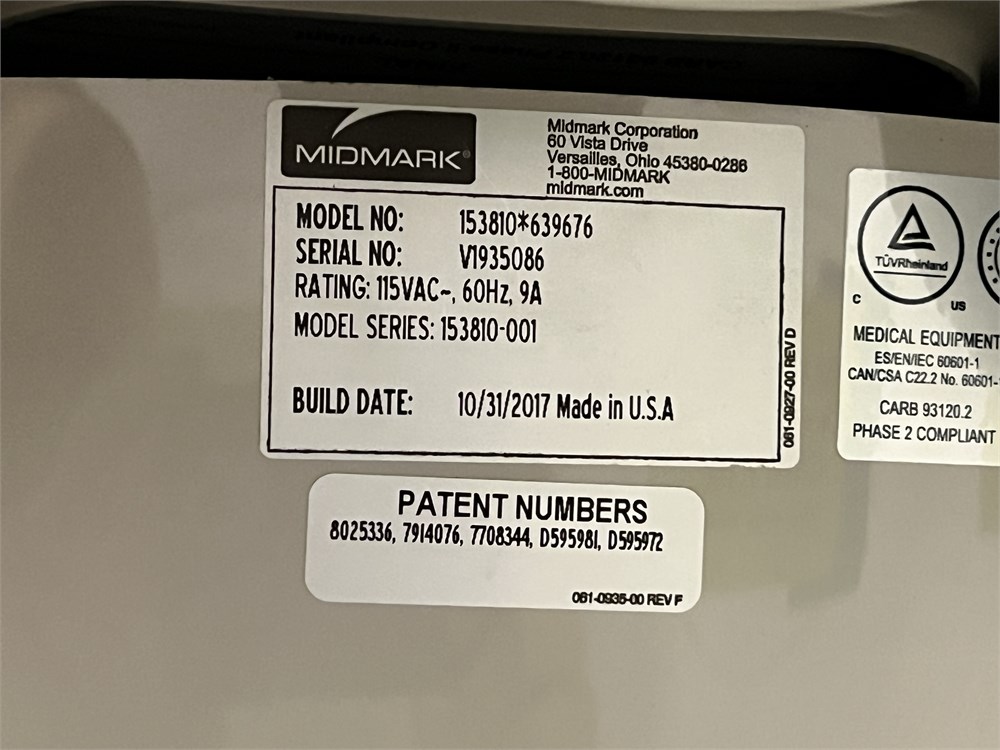 MIDMARK®
Midmark Corporation
60 Vista Drive
Versailles, Ohio 45380-0286
1-800-MIDMARK
midmark.com
MODEL NO: 153810*639676
SERIAL NO: V1935086
RATING: 115VAC~, 60Hz, 9A
MODEL SERIES: 153810-001
BUILD DATE: 10/31/2017 Made in U.S.A
061-0927-00 REV D
PATENT NUMBERS
8025336, 7914076, 7708344, D595981, D595972
061-0935-00 REV F
TÜVRheinland
C US
MEDICAL EQUIPMENT
ES/EN/IEC 60601-1
CAN/CSA C22.2 No. 60601-
CARB 93120.2
PHASE 2 COMPLIANT